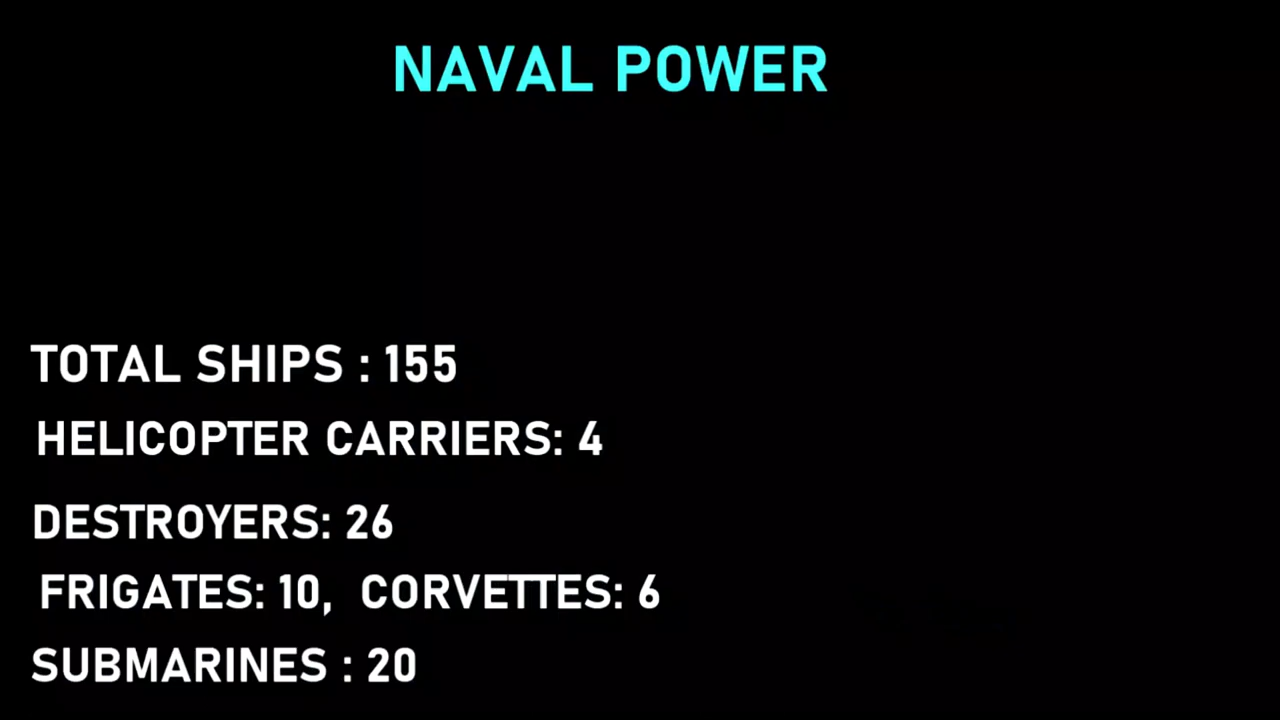 NAVAL POWER
TOTAL SHIPS : 155
HELICOPTER CARRIERS: 4
DESTROYERS: 26
FRIGATES: 10, CORVETTES: 6
SUBMARINES : 20